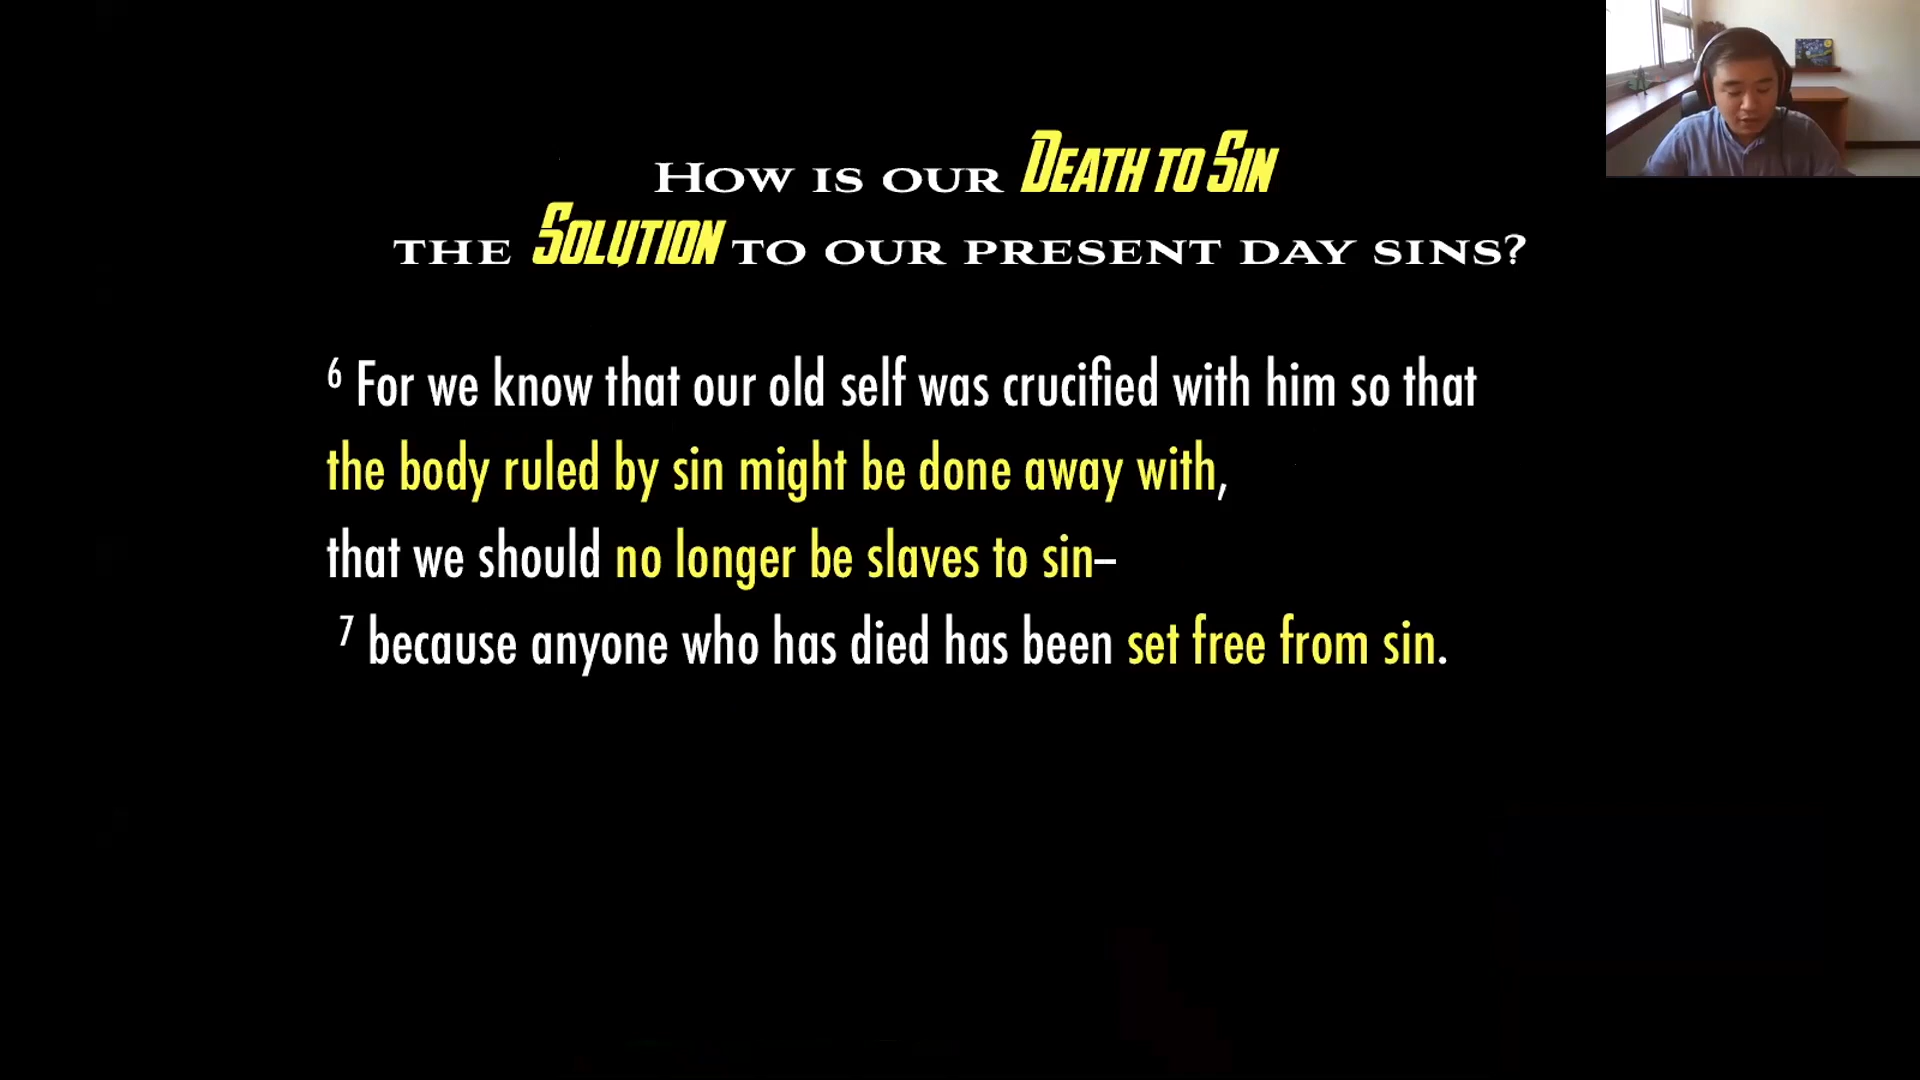 How is our Death to Sin
the Solution to our present day sins?
6 For we know that our old self was crucified with him so that
the body ruled by sin might be done away with,
that we should no longer be slaves to sin–
7 because anyone who has died has been set free from sin.